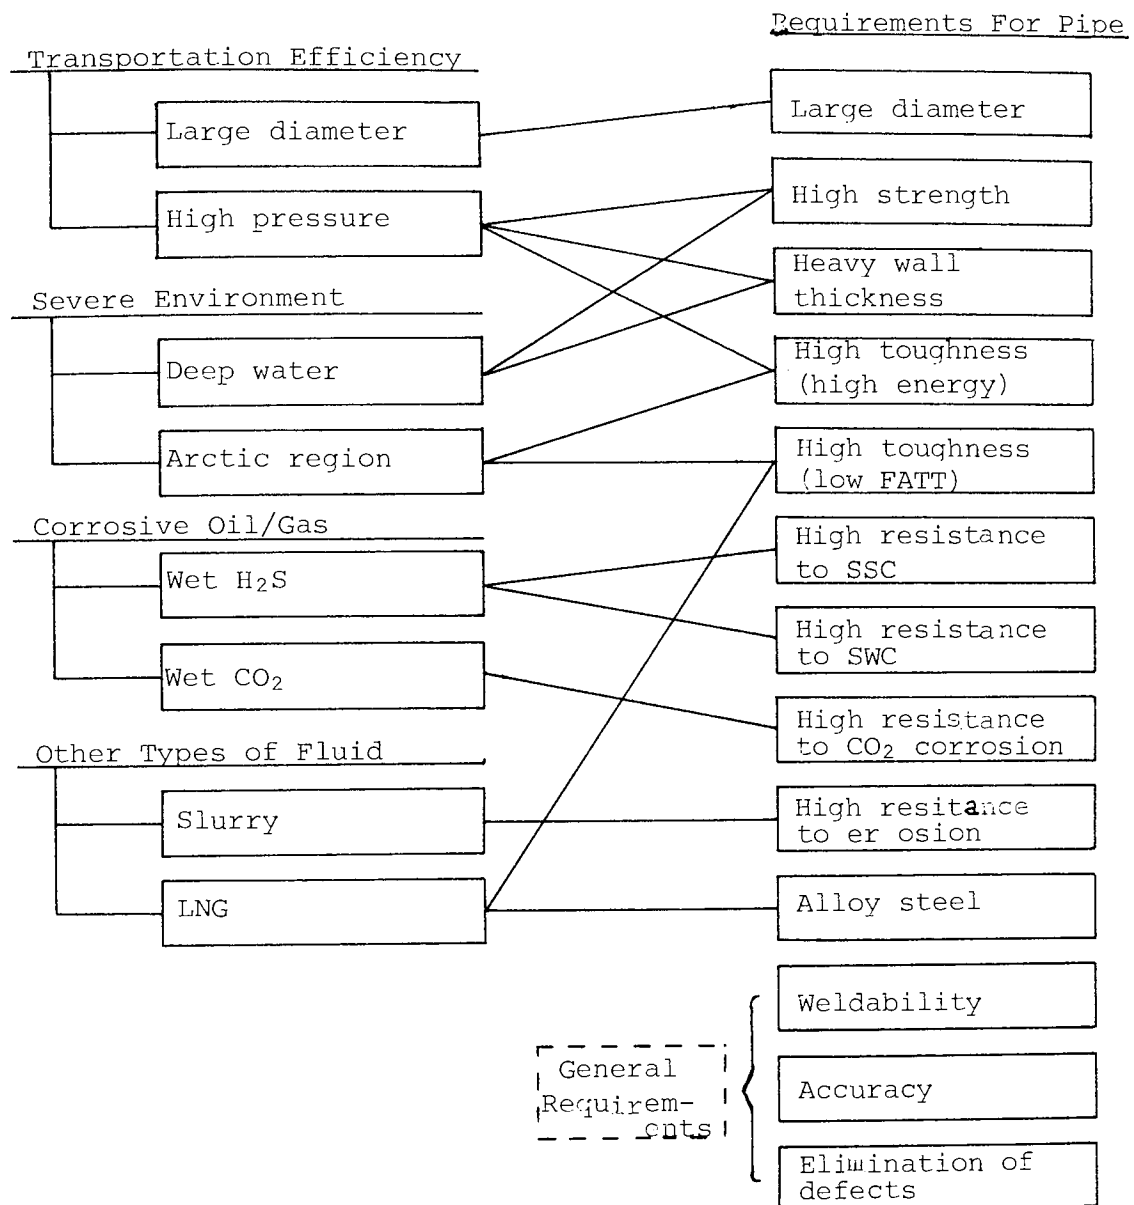 Requirements For Pipe
Transportation Efficiency
Large diameter
High pressure
Severe Environment
Deep water
Arctic region
Corrosive Oil/Gas
Wet H₂S
Wet CO₂
Other Types of Fluid
Slurry
LNG
Large diameter
High strength
Heavy wall
thickness
High toughness
(high energy)
High toughness
(low FATT)
High resistance
to SSC
High resistance
to SWC
High resistance
to CO₂ corrosion
High resitance
to er osion
Alloy steel
General
Requirem-
ents
Weldability
Accuracy
Elimination of
defects